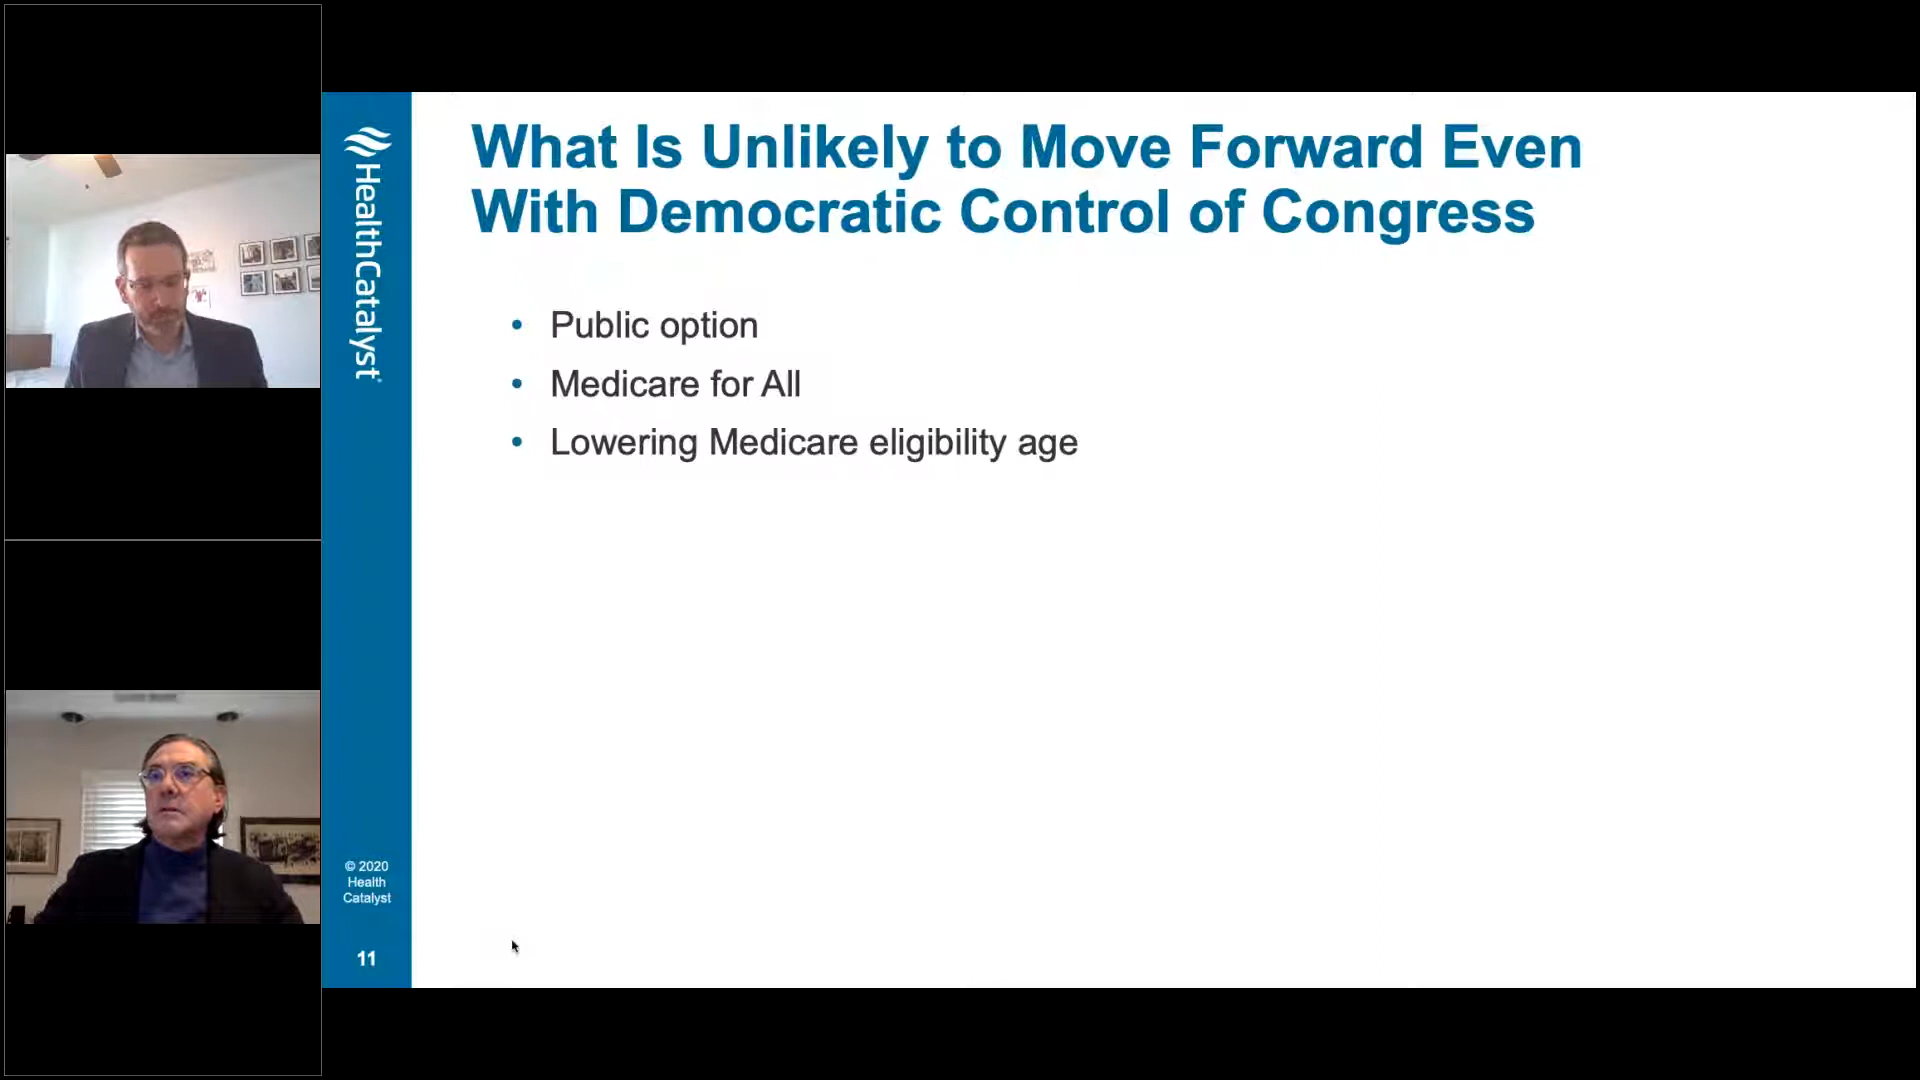 What Is Unlikely to Move Forward Even
With Democratic Control of Congress
• Public option
• Medicare for All
• Lowering Medicare eligibility age
HealthCatalyst
© 2020
Health
Catalyst
11